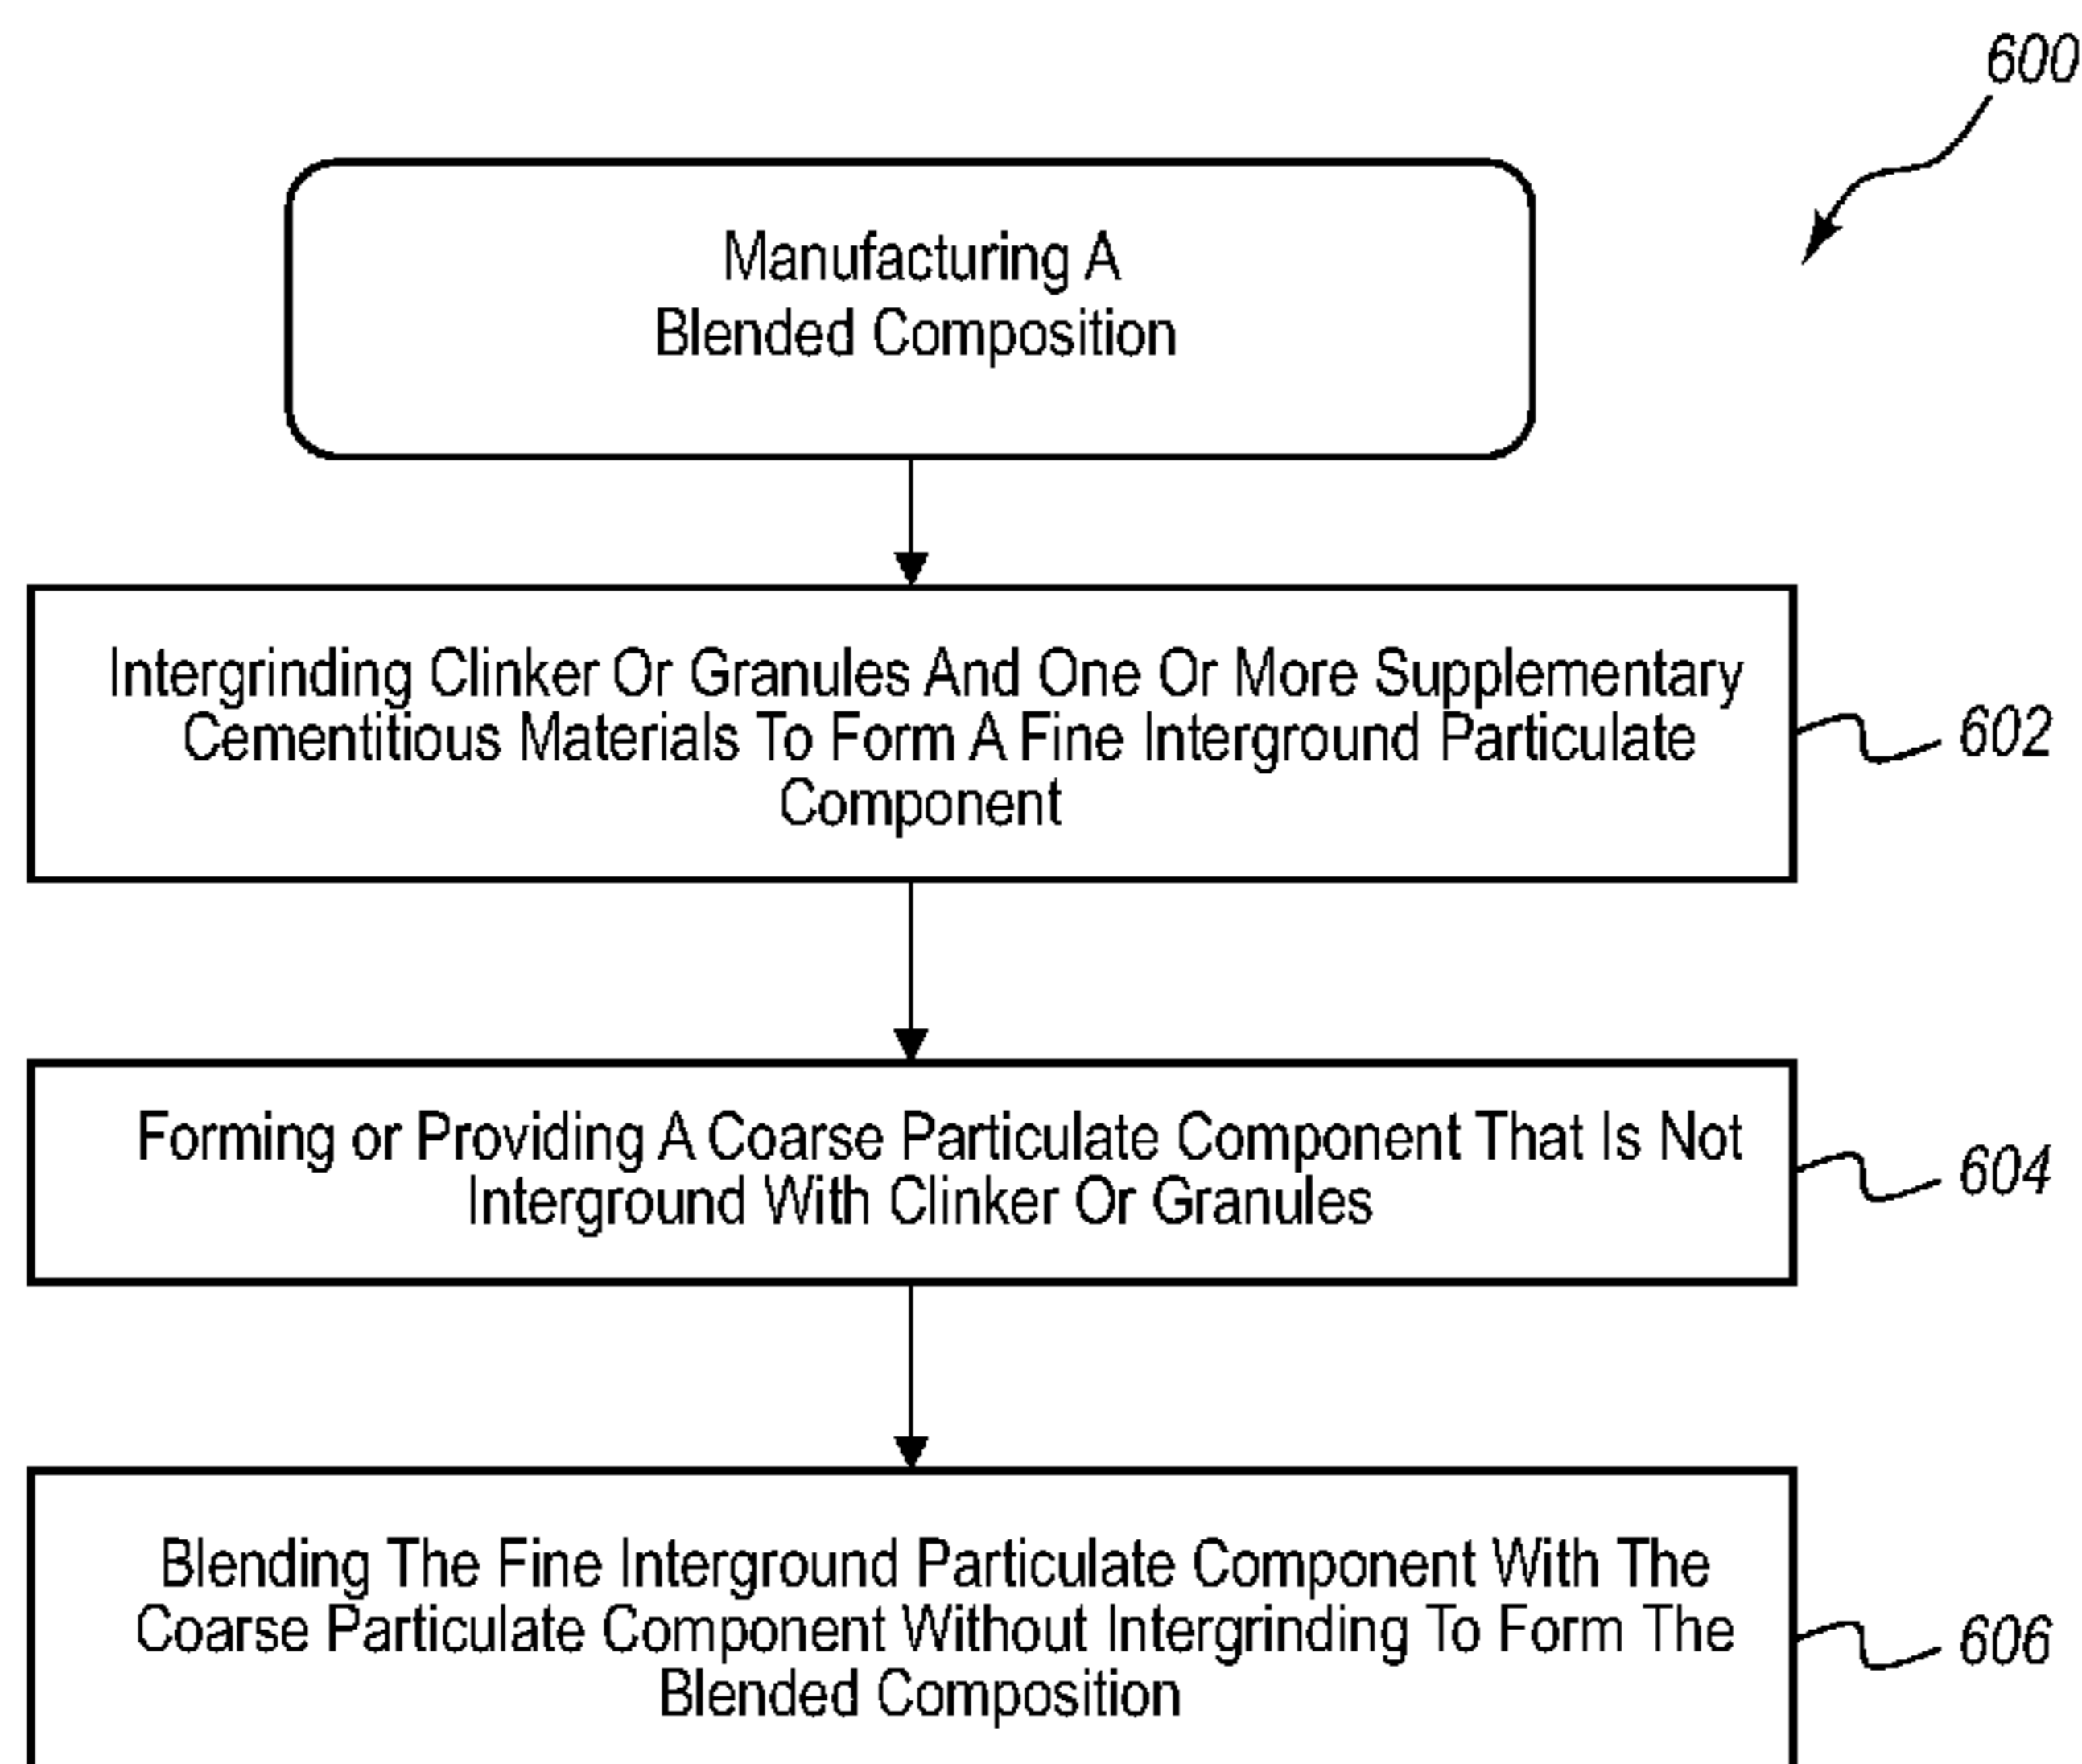 600
Manufacturing A
Blended Composition
Intergrinding Clinker Or Granules And One Or More Supplementary
Cementitious Materials To Form A Fine Interground Particulate
Component
602
Forming or Providing A Coarse Particulate Component That Is Not
Interground With Clinker Or Granules
604
Blending The Fine Interground Particulate Component With The
Coarse Particulate Component Without Intergrinding To Form The
Blended Composition
606